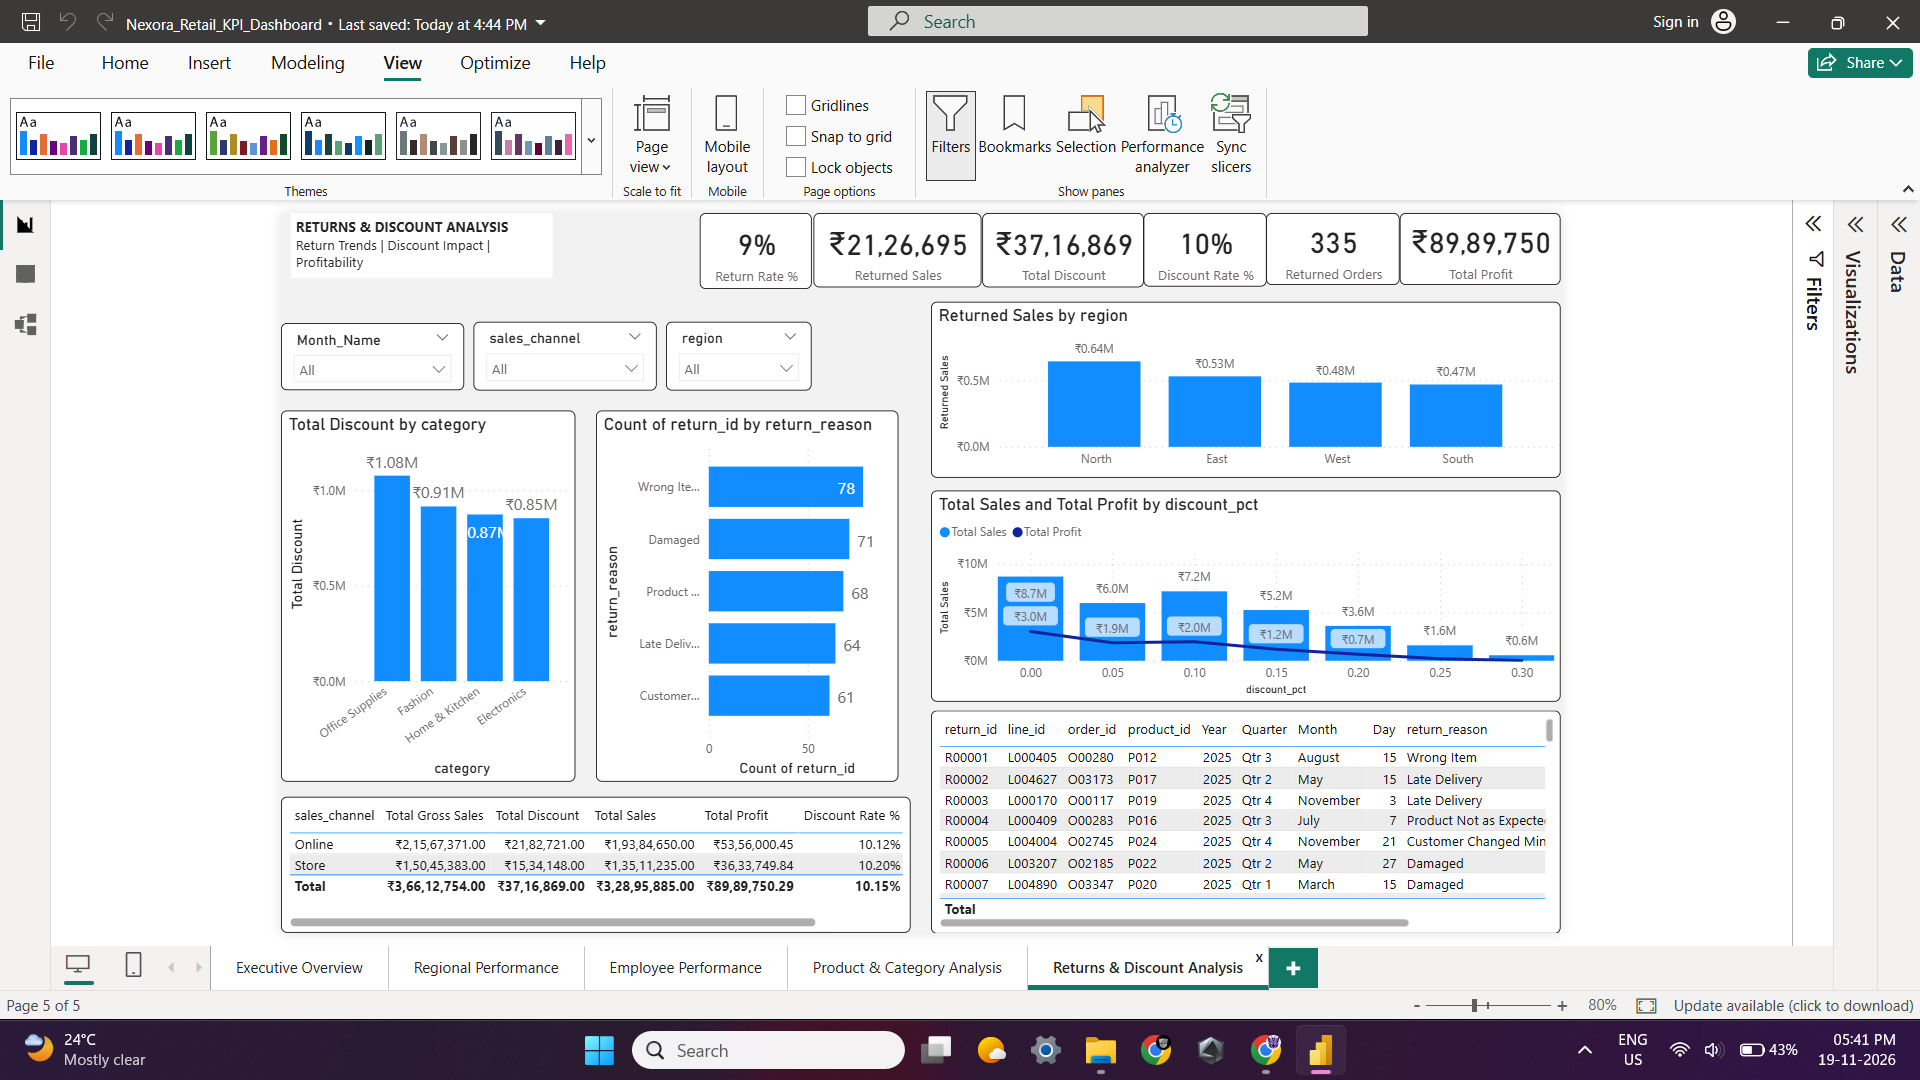 Nexora_Retail_KPI_Dashboard • Last saved: Today at 4:44 PM
Search
Sign in
File Home Insert Modeling View Optimize Help
Share
Aa Aa Aa Aa Aa Aa
Themes
Page view
Scale to fit
Mobile layout
Mobile
Gridlines
Snap to grid
Lock objects
Page options
Filters
Bookmarks
Selection
Performance analyzer
Sync slicers
Show panes
RETURNS & DISCOUNT ANALYSIS
Return Trends | Discount Impact |
Profitability
9%
Return Rate %
₹21,26,695
Returned Sales
₹37,16,869
Total Discount
10%
Discount Rate %
335
Returned Orders
₹89,89,750
Total Profit
Filters
Visualizations
Data
Month_Name
All
sales_channel
All
region
All
Returned Sales by region
Returned Sales
₹0.5M
₹0.0M
₹0.64M
₹0.53M
₹0.48M
₹0.47M
North East West South
Total Discount by category
Total Discount
₹1.0M
₹0.5M
₹0.0M
₹1.08M
₹0.91M
0.87M
₹0.85M
Office Supplies
Fashion
Home & Kitchen
Electronics
category
Count of return_id by return_reason
return_reason
Wrong Ite... 78
Damaged 71
Product ... 68
Late Deliv... 64
Customer... 61
0 50
Count of return_id
Total Sales and Total Profit by discount_pct
Total Sales Total Profit
Total Sales
₹10M
₹5M
₹0M
₹8.7M
₹3.0M
₹6.0M
₹1.9M
₹7.2M
₹2.0M
₹5.2M
₹1.2M
₹3.6M
₹0.7M
₹1.6M
₹0.6M
0.00 0.05 0.10 0.15 0.20 0.25 0.30
discount_pct
return_id line_id order_id product_id Year Quarter Month Day return_reason
R00001 L000405 O00280 P012 2025 Qtr 3 August 15 Wrong Item
R00002 L004627 O03173 P017 2025 Qtr 2 May 15 Late Delivery
R00003 L000170 O00117 P019 2025 Qtr 4 November 3 Late Delivery
R00004 L000409 O00283 P016 2025 Qtr 3 July 7 Product Not as Expecte
R00005 L004004 O02745 P024 2025 Qtr 4 November 21 Customer Changed Min
R00006 L003207 O02185 P022 2025 Qtr 2 May 27 Damaged
R00007 L004890 O03347 P020 2025 Qtr 1 March 15 Damaged
Total
sales_channel Total Gross Sales Total Discount Total Sales Total Profit Discount Rate %
Online ₹2,15,67,371.00 ₹21,82,721.00 ₹1,93,84,650.00 ₹53,56,000.45 10.12%
Store ₹1,50,45,383.00 ₹15,34,148.00 ₹1,35,11,235.00 ₹36,33,749.84 10.20%
Total ₹3,66,12,754.00 ₹37,16,869.00 ₹3,28,95,885.00 ₹89,89,750.29 10.15%
Executive Overview
Regional Performance
Employee Performance
Product & Category Analysis
Returns & Discount Analysis x
+
Page 5 of 5
- + 80%
Update available (click to download)
24°C
Mostly clear
Search
ENG
US
43%
05:41 PM
19-11-2026